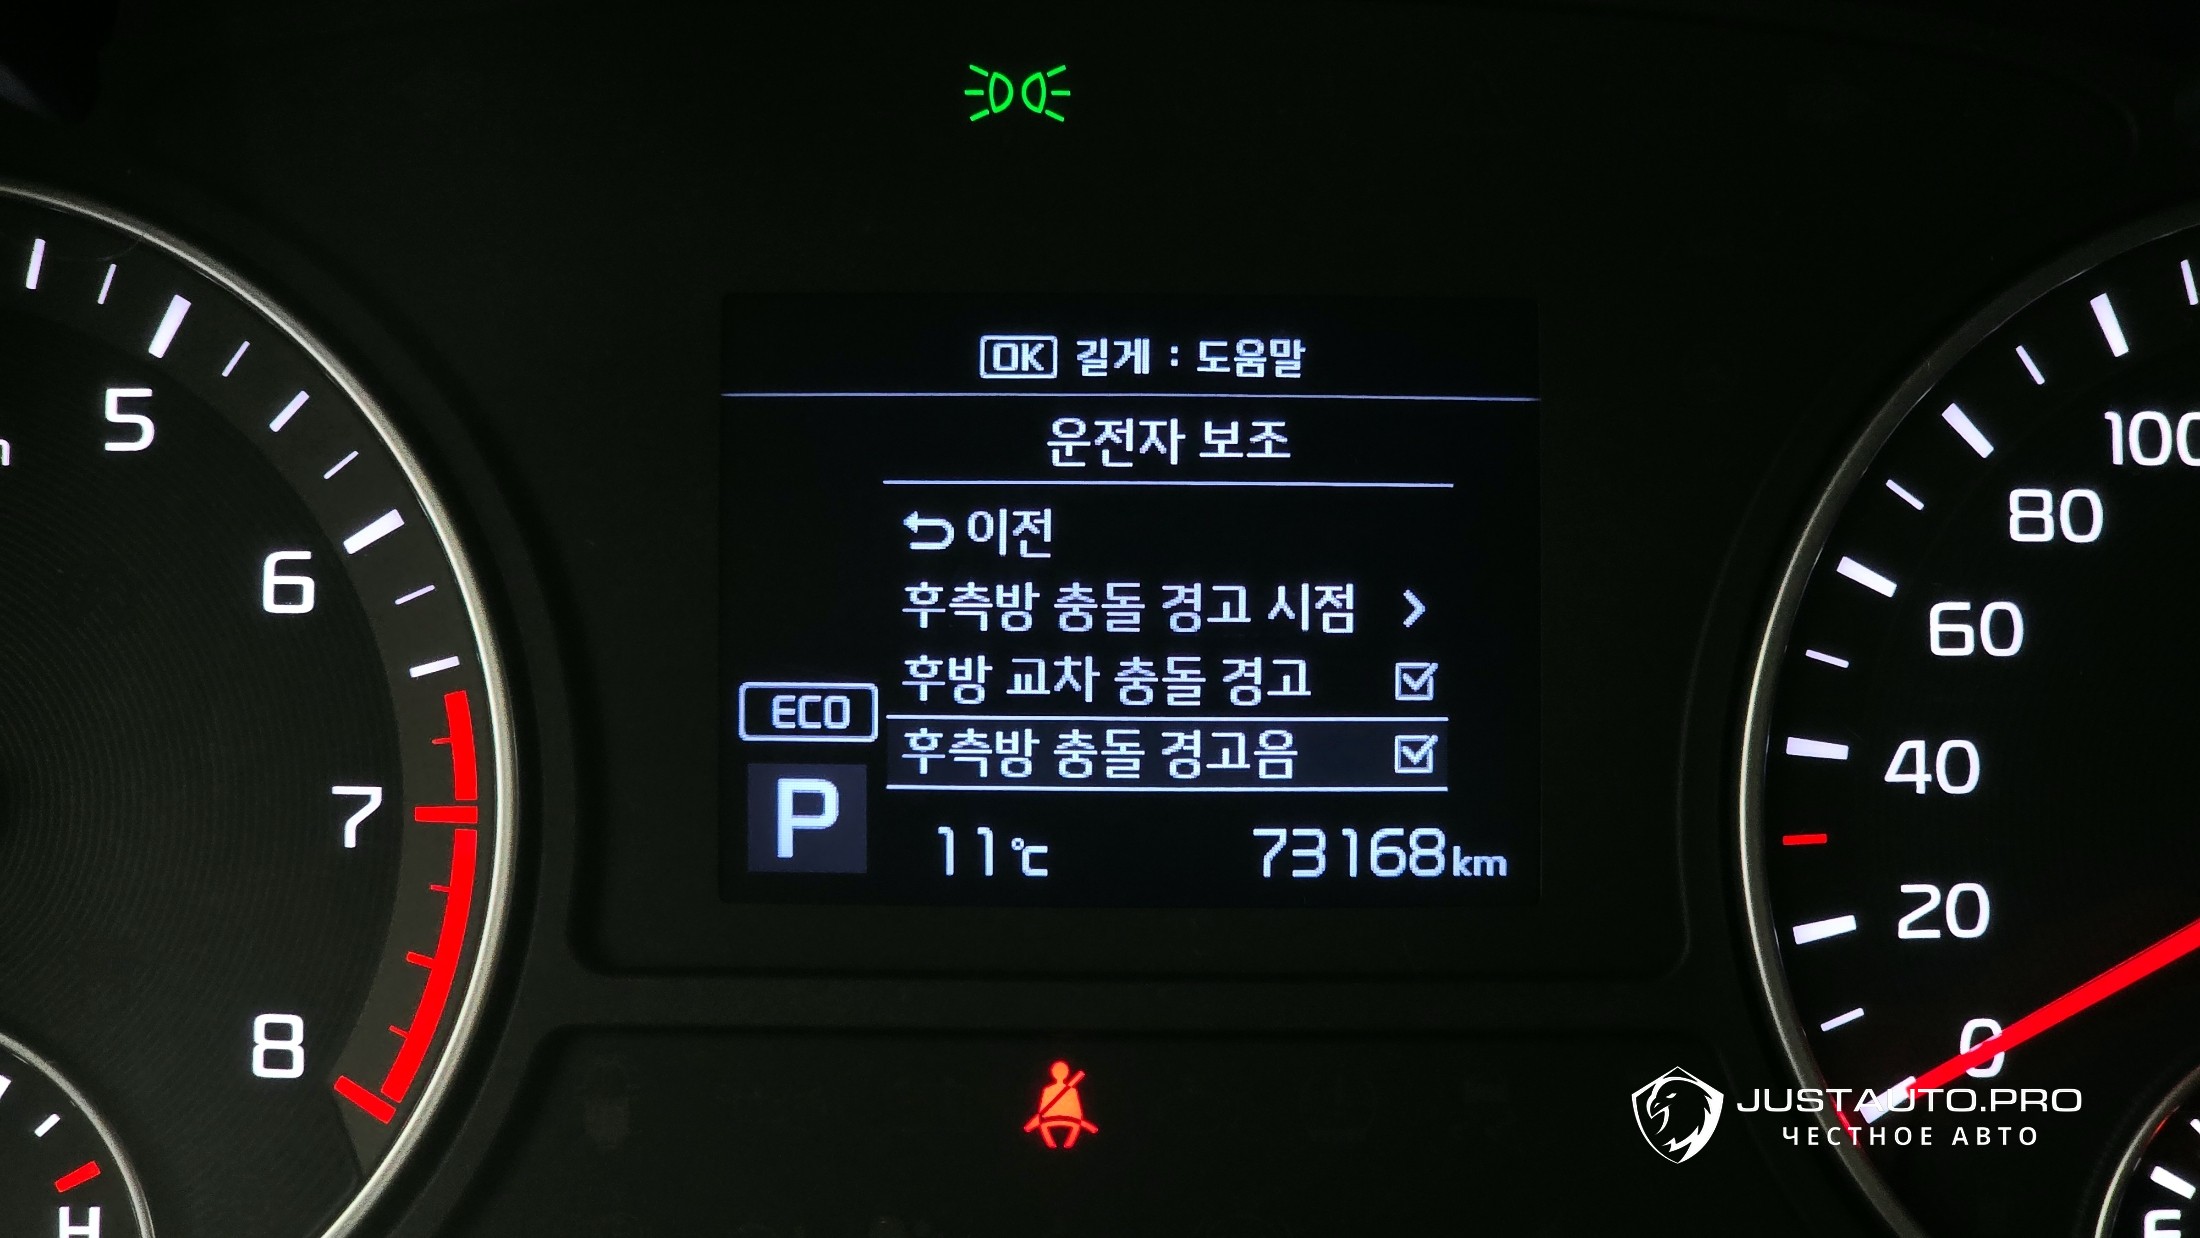 OK 길게 : 도움말
운전자 보조
이전
후측방 충돌 경고 시점
후방 교차 충돌 경고
후측방 충돌 경고음
ECO
P
11℃ 73168km
5
6
7
8
H
100
80
60
40
20
0
JUSTAUTO.PRO
ЧЕСТНОЕ АВТО